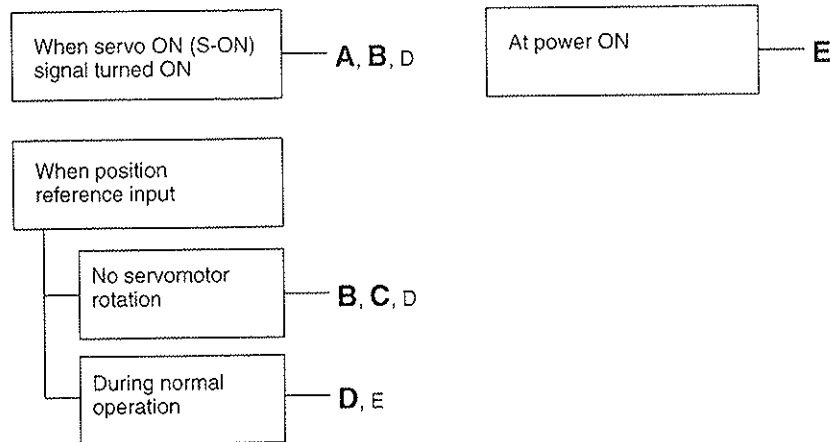 When servo ON (S-ON)
signal turned ON
A, B, D
At power ON
E
When position
reference input
No servomotor
rotation
B, C, D
During normal
operation
D, E